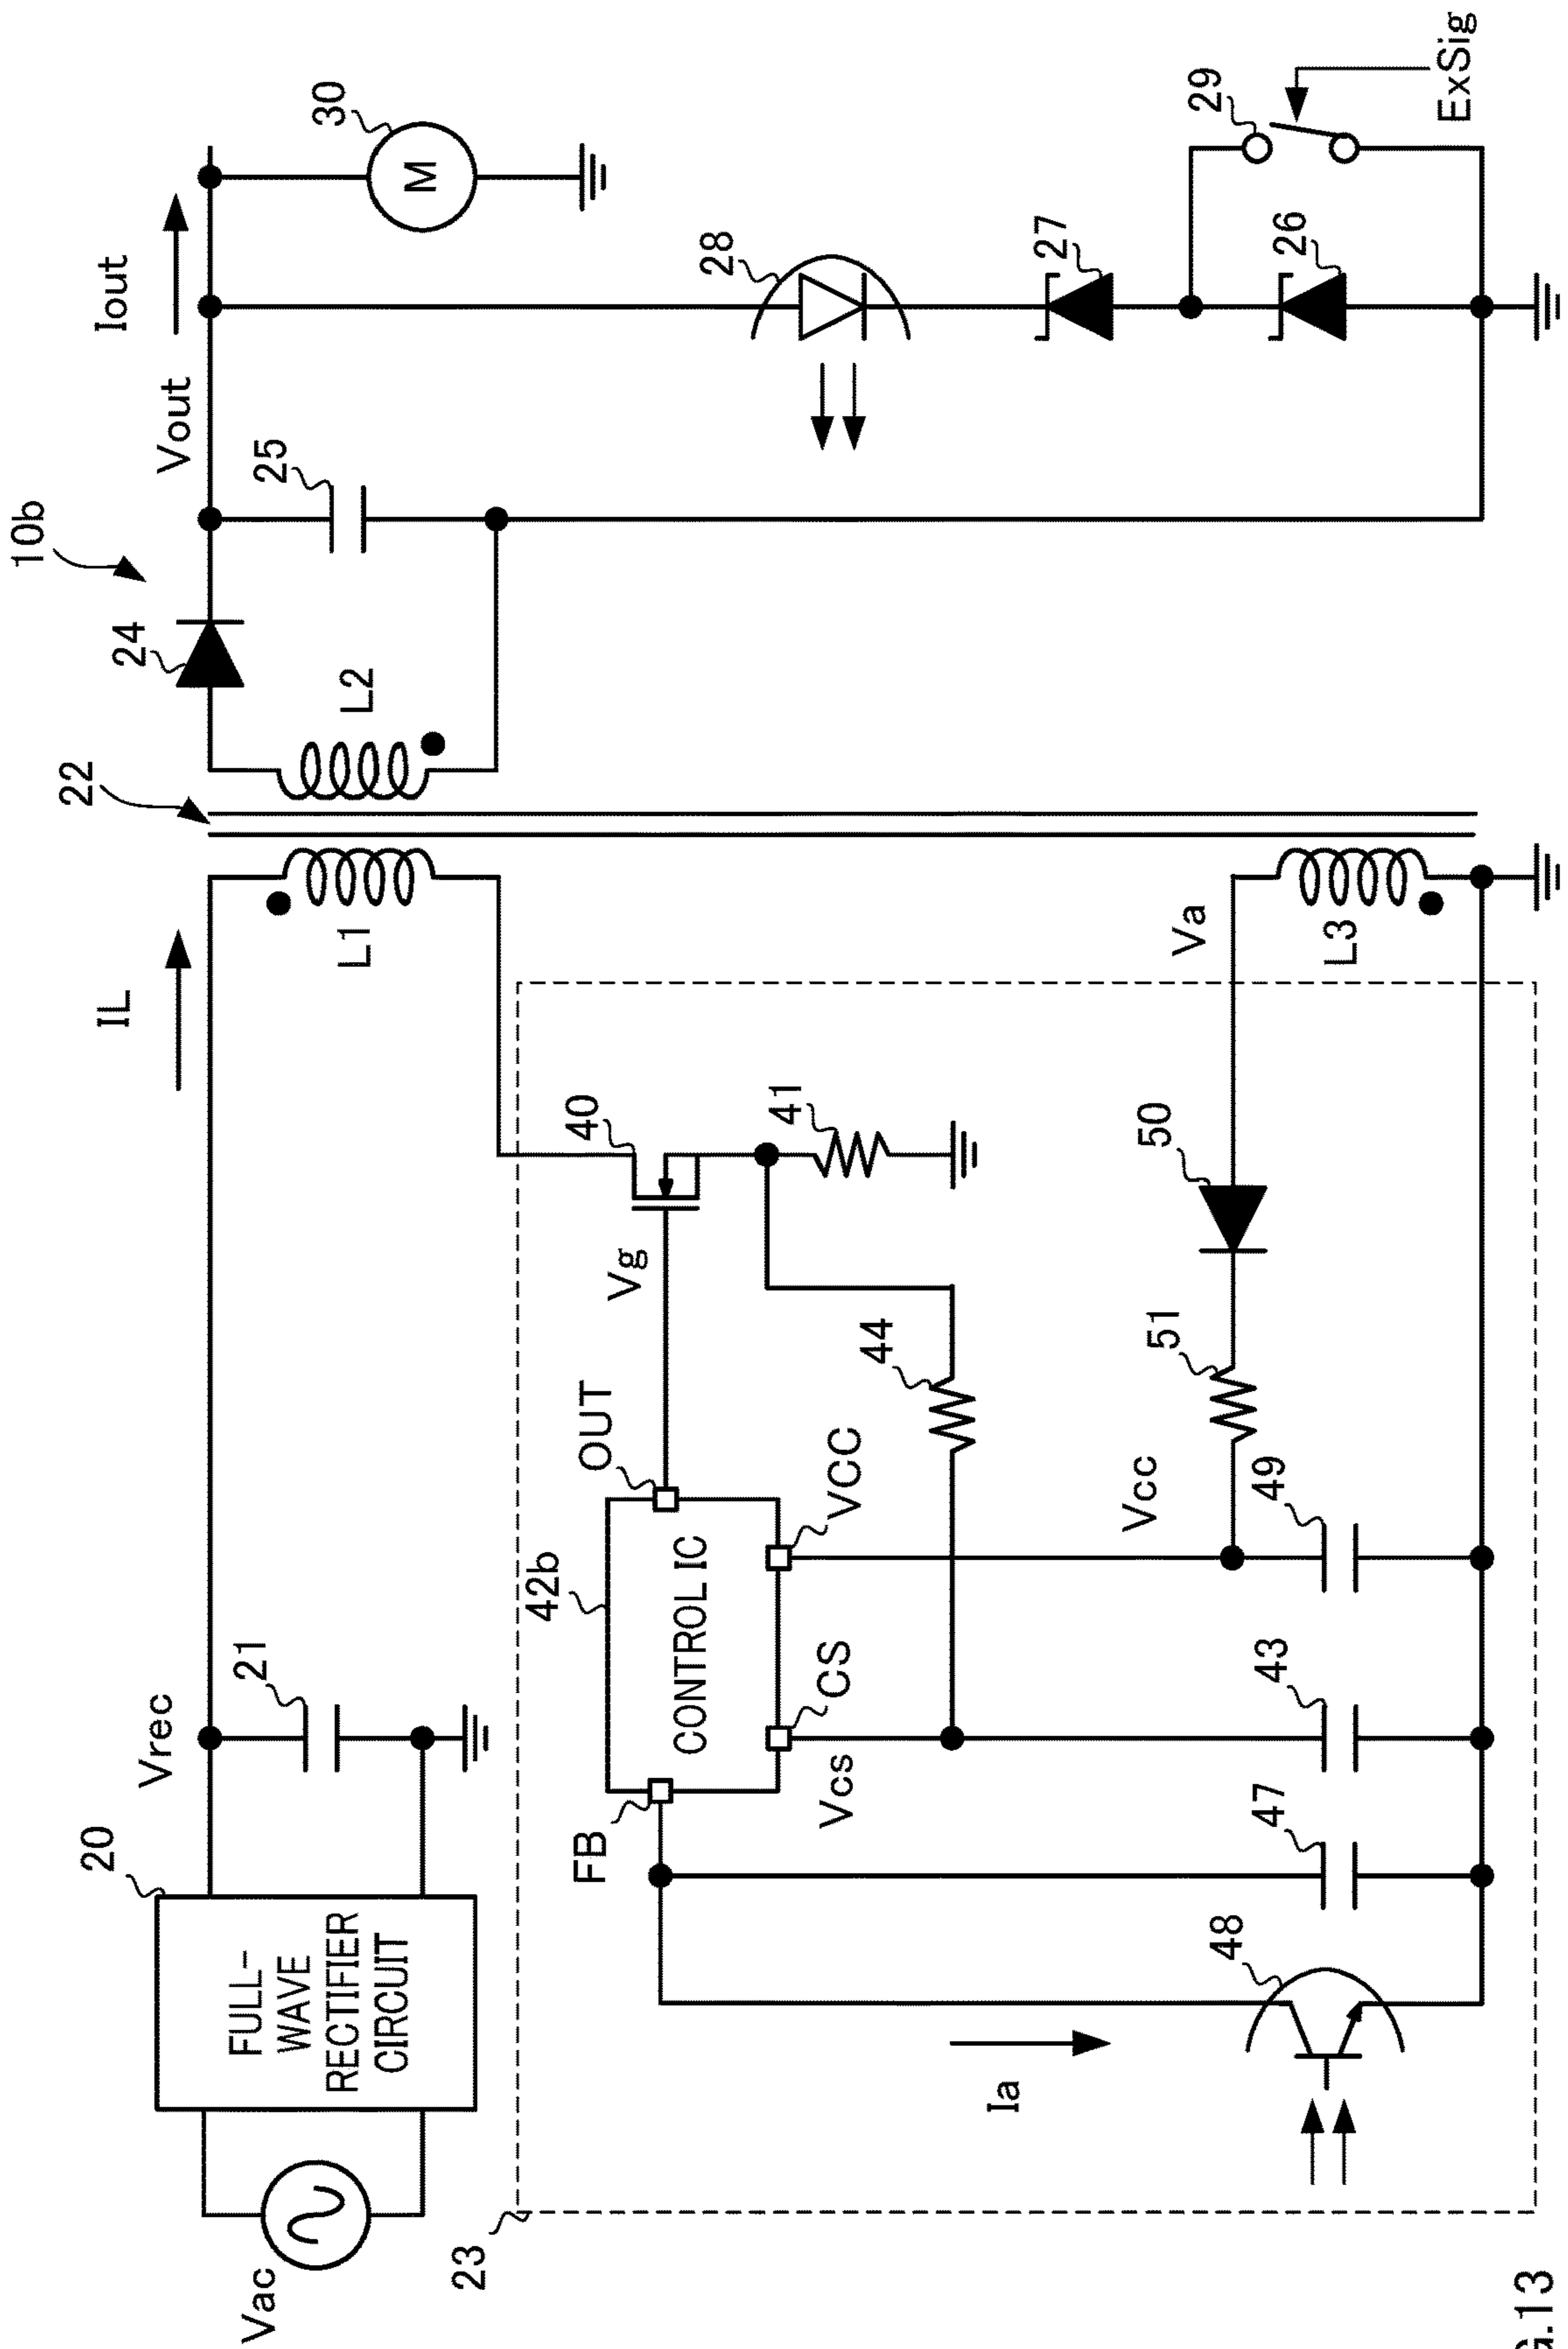 10b
22
Vac
20
FULL-
WAVE
RECTIFIER
CIRCUIT
Vrec
21
IL
L1
L2
24
25
Vout
Iout
30
M
23
42b
CONTROL IC
FB
OUT
CS
VCC
Vcs
Vg
40
41
44
Vcc
51
50
Va
L3
Ia
48
47
43
49
28
27
26
29
ExSig
G.13